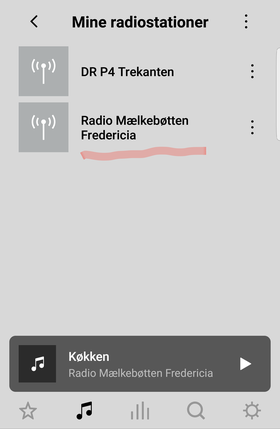 Mine radiostationer
DR P4 Trekanten
Radio Mælkebøtten
Fredericia
Køkken
Radio Mælkebøtten Fredericia